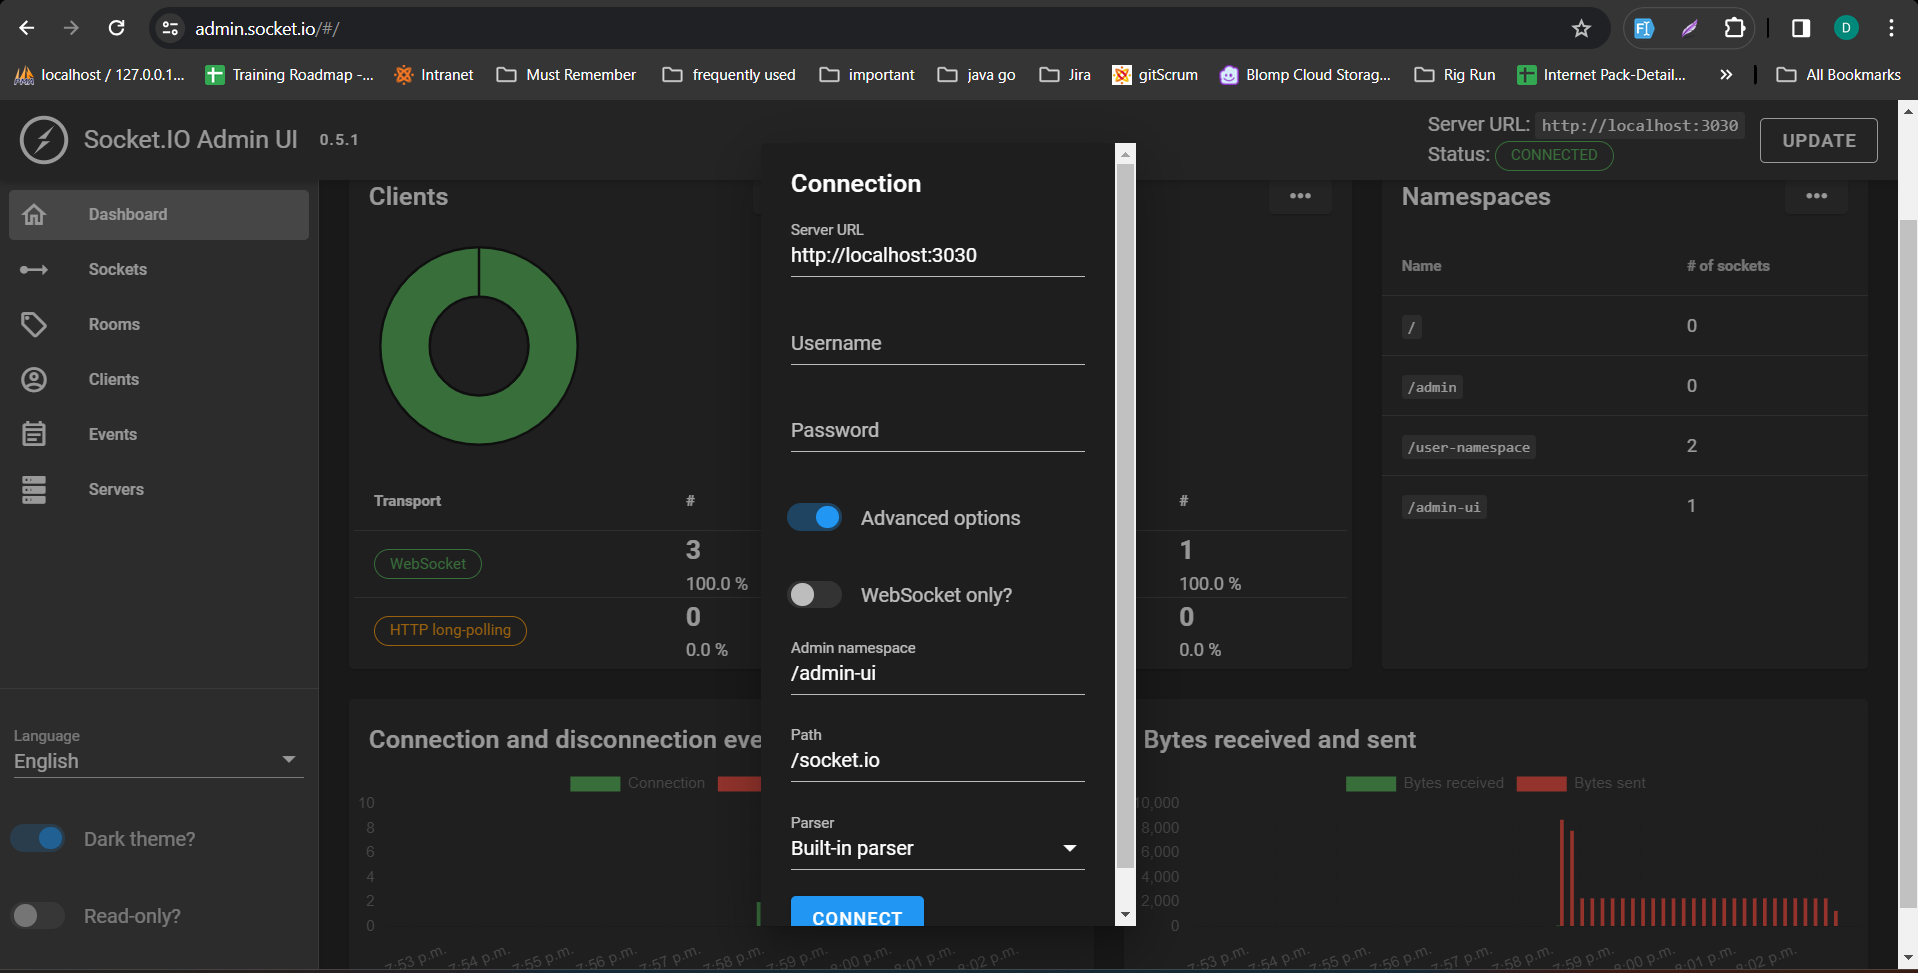 admin.socket.io/#/
D
localhost / 127.0.0.1...
Training Roadmap -...
Intranet
Must Remember
frequently used
important
java go
Jira
gitScrum
Blomp Cloud Storag...
Rig Run
Internet Pack-Detail...
»
All Bookmarks
Socket.IO Admin UI 0.5.1
Server URL: http://localhost:3030
Status: CONNECTED
UPDATE
Dashboard
Sockets
Rooms
Clients
Events
Servers
Language
English
Dark theme?
Read-only?
Clients
Transport #
WebSocket 3
100.0 %
HTTP long-polling 0
0.0 %
Connection
Server URL
http://localhost:3030
Username
Password
Advanced options
WebSocket only?
Admin namespace
/admin-ui
Path
/socket.io
Parser
Built-in parser
CONNECT
•••
#
1
100.0 %
0
0.0 %
Namespaces •••
Name # of sockets
/ 0
/admin 0
/user-namespace 2
/admin-ui 1
Connection and disconnection eve
Connection
10
8
6
4
2
0
7:53 p.m. 7:54 p.m. 7:55 p.m. 7:56 p.m. 7:57 p.m. 7:58 p.m. 7:59 p.m. 8:00 p.m. 8:01 p.m. 8:02 p.m.
Bytes received and sent
Bytes received Bytes sent
10,000
8,000
6,000
4,000
2,000
0
7:53 p.m. 7:54 p.m. 7:55 p.m. 7:56 p.m. 7:57 p.m. 7:58 p.m. 7:59 p.m. 8:00 p.m. 8:01 p.m. 8:02 p.m.